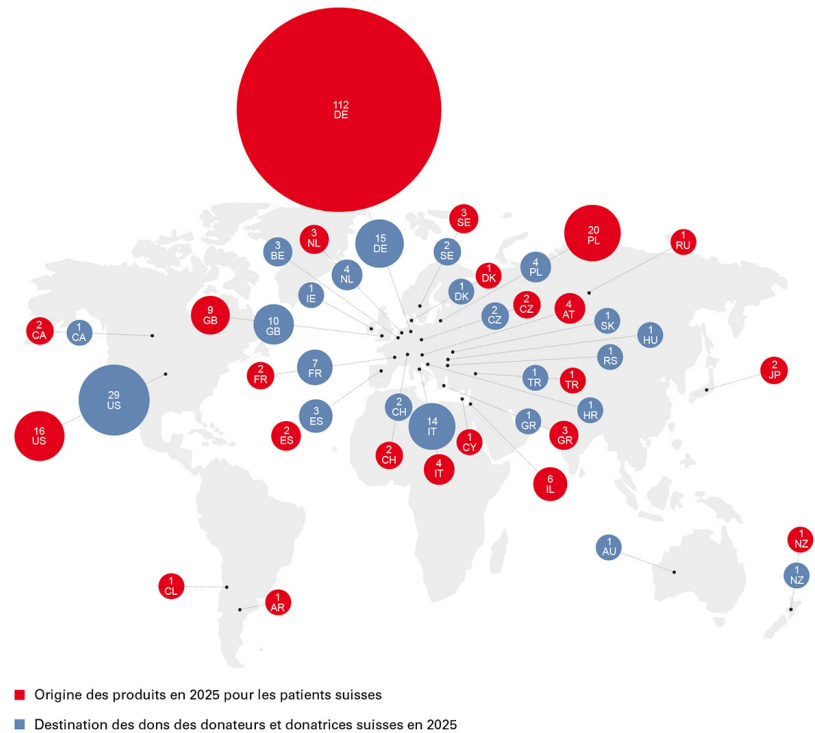 112
DE
3
SE
20
PL
1
RU
3
NL
15
DE
3
BE
2
SE
4
NL
1
DK
4
PL
1
IE
1
DK
9
GB
10
GB
2
CZ
2
CZ
4
AT
1
SK
2
CA
1
CA
1
HU
1
RS
7
FR
2
FR
1
TR
1
TR
2
JP
29
US
2
CH
3
ES
1
HR
14
IT
1
GR
3
GR
16
US
2
ES
1
CY
2
CH
4
IT
6
IL
1
AU
1
NZ
1
NZ
1
CL
1
AR
Origine des produits en 2025 pour les patients suisses
Destination des dons des donateurs et donatrices suisses en 2025